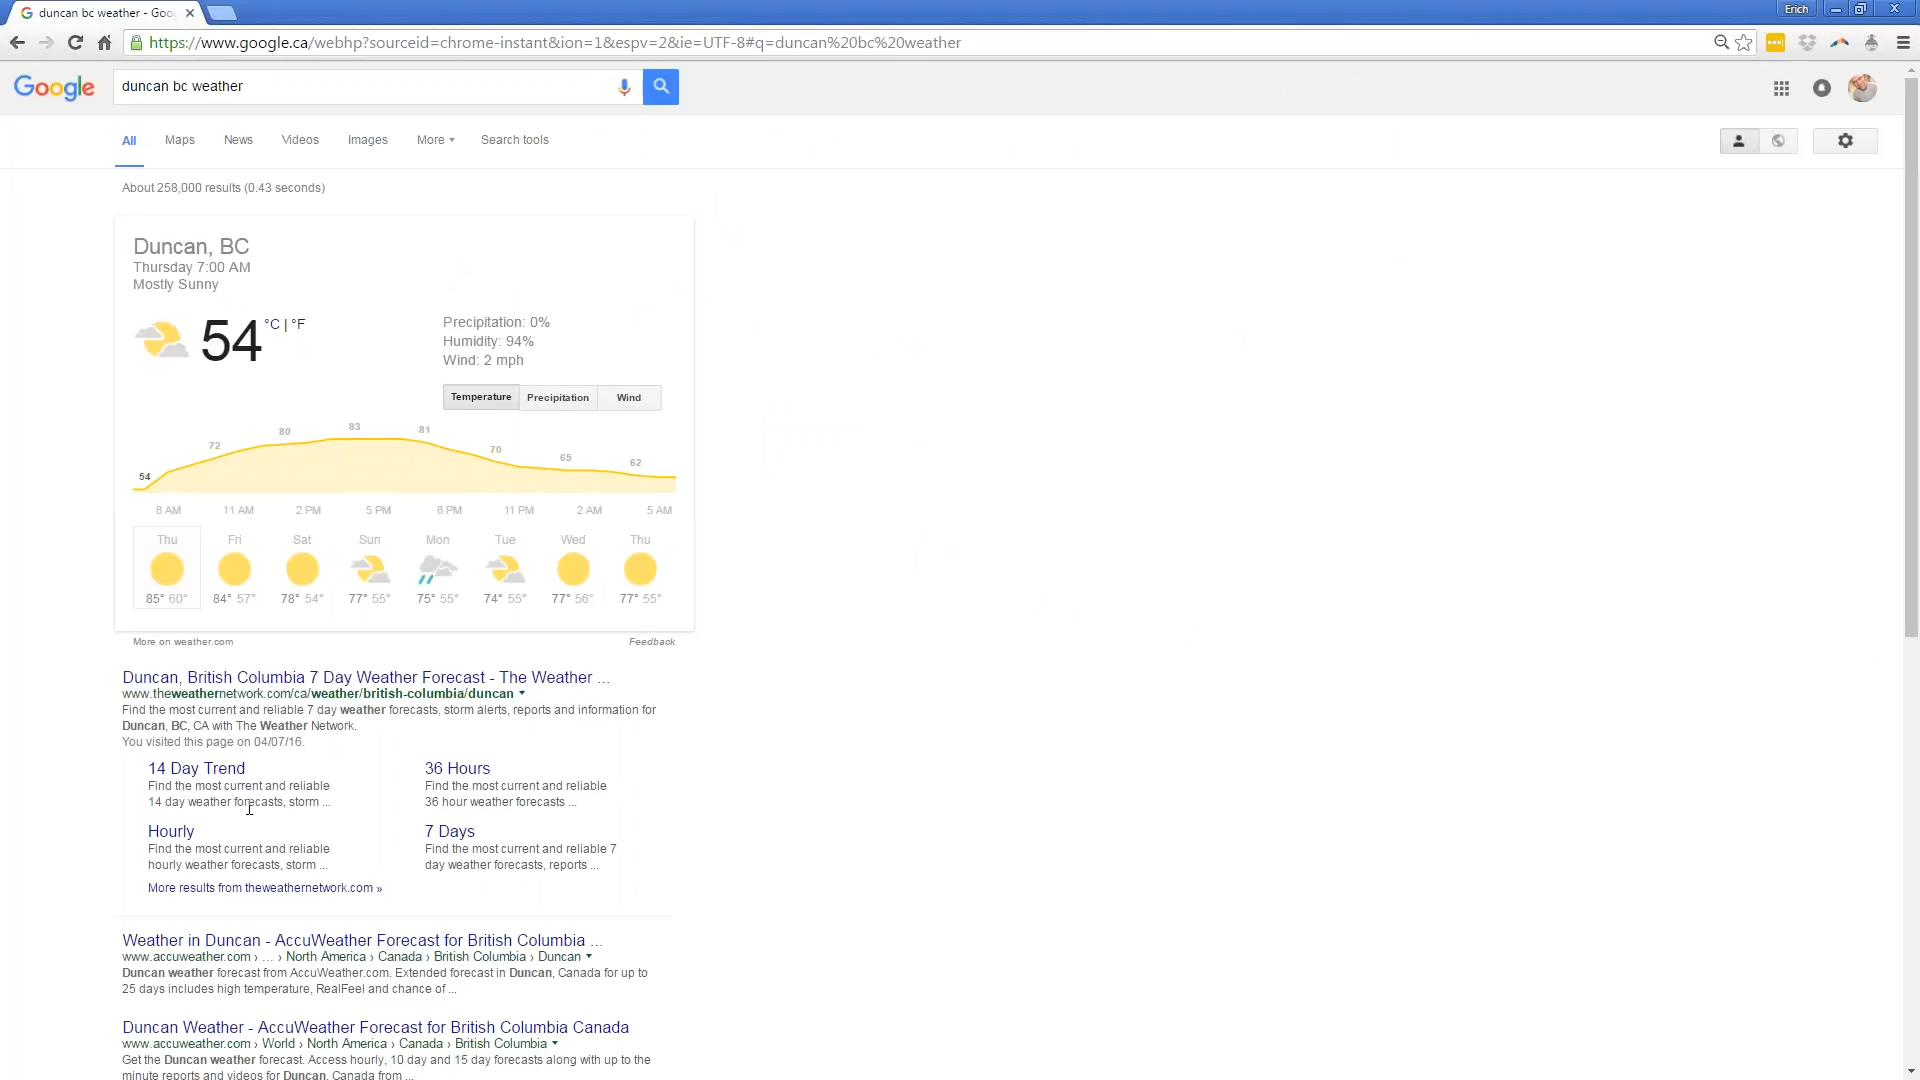 duncan bc weather - Goo
Erich
https://www.google.ca/webhp?sourceid=chrome-instant&ion=1&espv=2&ie=UTF-8#q=duncan%20bc%20weather
Google
duncan bc weather
All Maps News Videos Images More Search tools
About 258,000 results (0.43 seconds)
Duncan, BC
Thursday 7:00 AM
Mostly Sunny
54 °C | °F
Precipitation: 0%
Humidity: 94%
Wind: 2 mph
Temperature Precipitation Wind
54 72 80 83 81 70 65 62
8 AM 11 AM 2 PM 5 PM 8 PM 11 PM 2 AM 5 AM
Thu Fri Sat Sun Mon Tue Wed Thu
85° 60° 84° 57° 78° 54° 77° 55° 75° 55° 74° 55° 77° 56° 77° 55°
More on weather.com Feedback
Duncan, British Columbia 7 Day Weather Forecast - The Weather ...
www.theweathernetwork.com/ca/weather/british-columbia/duncan
Find the most current and reliable 7 day weather forecasts, storm alerts, reports and information for
Duncan, BC, CA with The Weather Network.
You visited this page on 04/07/16.
14 Day Trend
Find the most current and reliable
14 day weather forecasts, storm ...
36 Hours
Find the most current and reliable
36 hour weather forecasts ...
Hourly
Find the most current and reliable
hourly weather forecasts, storm ...
7 Days
Find the most current and reliable 7
day weather forecasts, reports ...
More results from theweathernetwork.com »
Weather in Duncan - AccuWeather Forecast for British Columbia ...
www.accuweather.com › ... › North America › Canada › British Columbia › Duncan
Duncan weather forecast from AccuWeather.com. Extended forecast in Duncan, Canada for up to
25 days includes high temperature, RealFeel and chance of ...
Duncan Weather - AccuWeather Forecast for British Columbia Canada
www.accuweather.com › World › North America › Canada › British Columbia
Get the Duncan weather forecast. Access hourly, 10 day and 15 day forecasts along with up to the
minute reports and videos for Duncan, Canada from ...